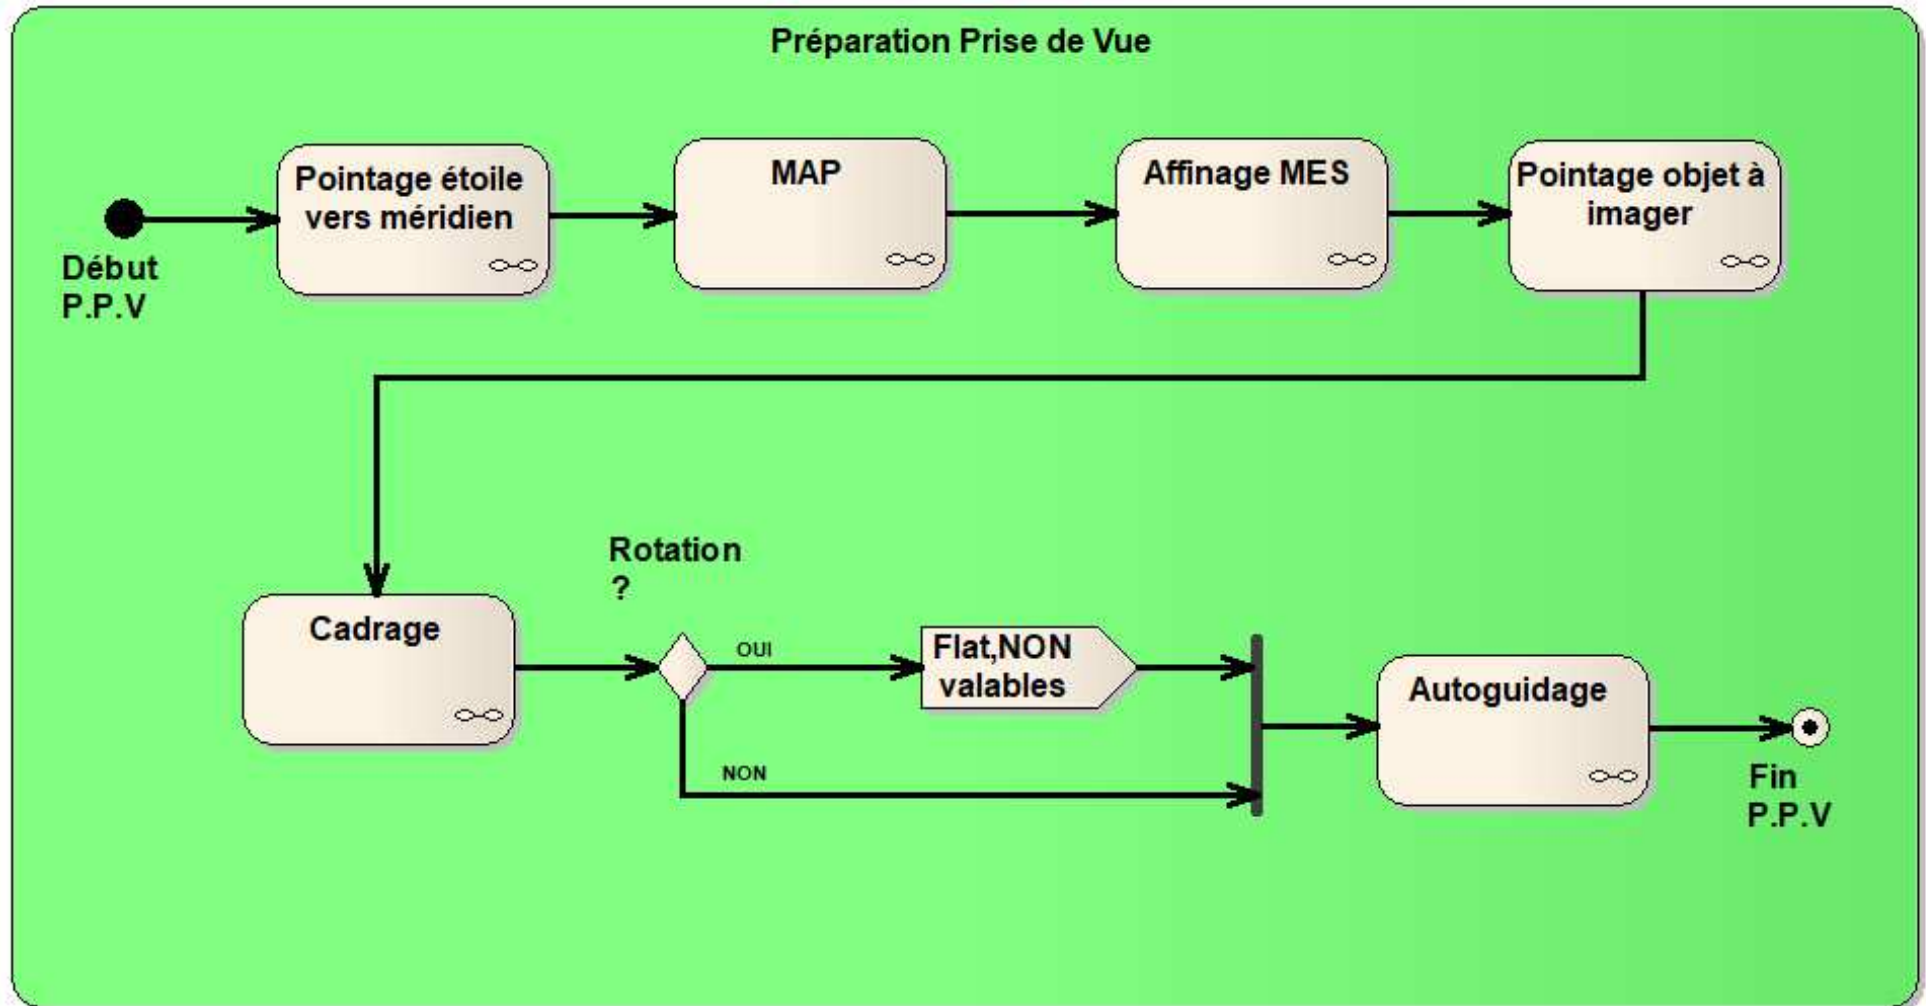 Préparation Prise de Vue
Pointage étoile
vers méridien
MAP
Affinage MES
Pointage objet à
imager
Début
P.P.V
Rotation
?
Cadrage
OUI
Flat,NON
valables
NON
Autoguidage
Fin
P.P.V